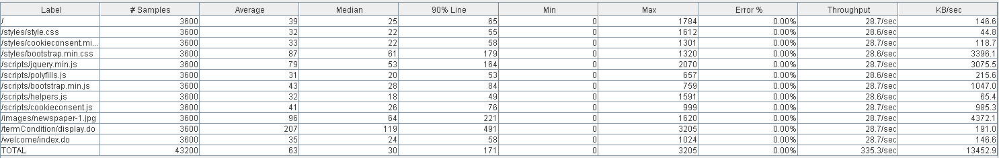 Label # Samples Average Median 90% Line Min Max Error % Throughput KB/sec
/ 3600 39 25 65 0 1784 0.00% 28.7/sec 146.6
/styles/style.css 3600 32 22 55 0 1612 0.00% 28.6/sec 44.8
/styles/cookieconsent.mi... 3600 33 22 58 0 1301 0.00% 28.7/sec 118.7
/styles/bootstrap.min.css 3600 87 61 179 0 1320 0.00% 28.6/sec 3396.1
/scripts/jquery.min.js 3600 79 53 164 0 2070 0.00% 28.7/sec 3075.5
/scripts/polyfills.js 3600 31 20 53 0 657 0.00% 28.6/sec 215.6
/scripts/bootstrap.min.js 3600 43 28 84 0 759 0.00% 28.7/sec 1047.0
/scripts/helpers.js 3600 32 18 49 0 1591 0.00% 28.6/sec 65.4
/scripts/cookieconsent.js 3600 41 26 76 0 999 0.00% 28.7/sec 985.3
/images/newspaper-1.jpg 3600 96 64 221 0 1620 0.00% 28.7/sec 4372.1
/termCondition/display.do 3600 207 119 491 0 3205 0.00% 28.7/sec 191.0
/welcome/index.do 3600 35 24 58 0 1024 0.00% 28.7/sec 146.6
TOTAL 43200 63 30 171 0 3205 0.00% 335.3/sec 13452.9